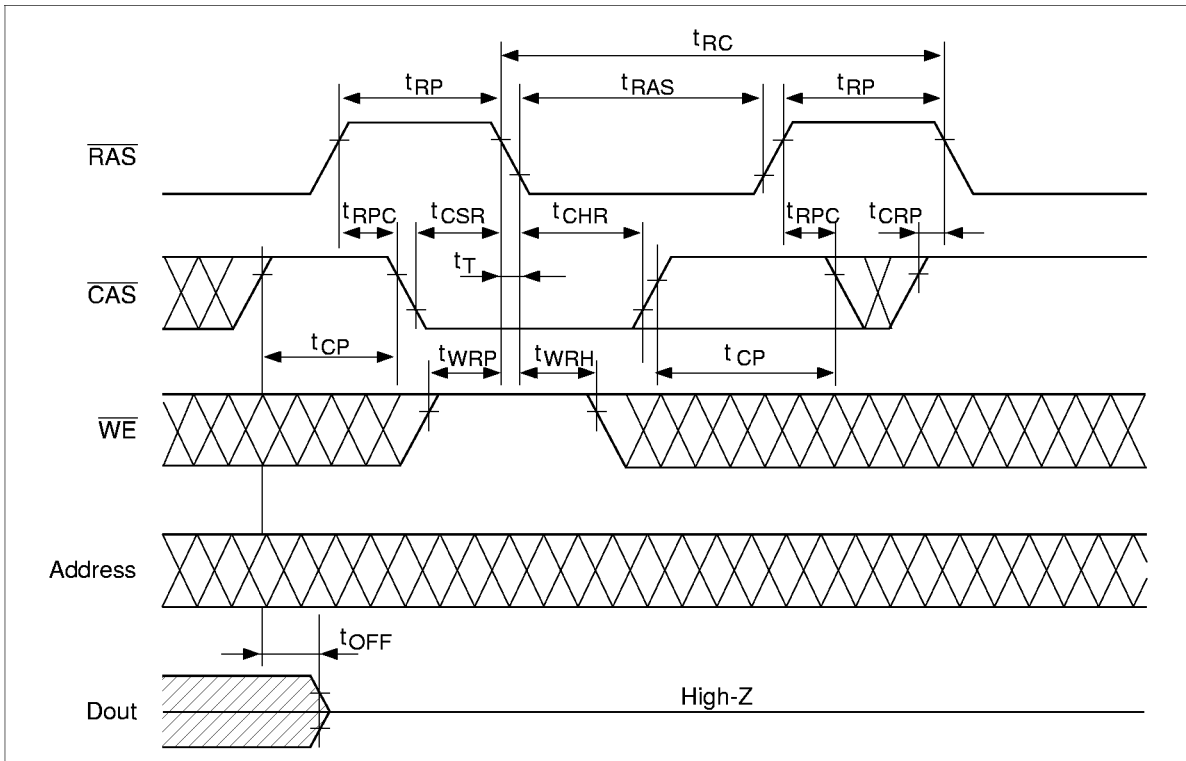 tRC
tRP tRAS tRP
RAS
tRPC tCSR tCHR tRPC tCRP
tT
CAS
tCP tWRP tWRH tCP
WE
Address
tOFF
Dout High-Z